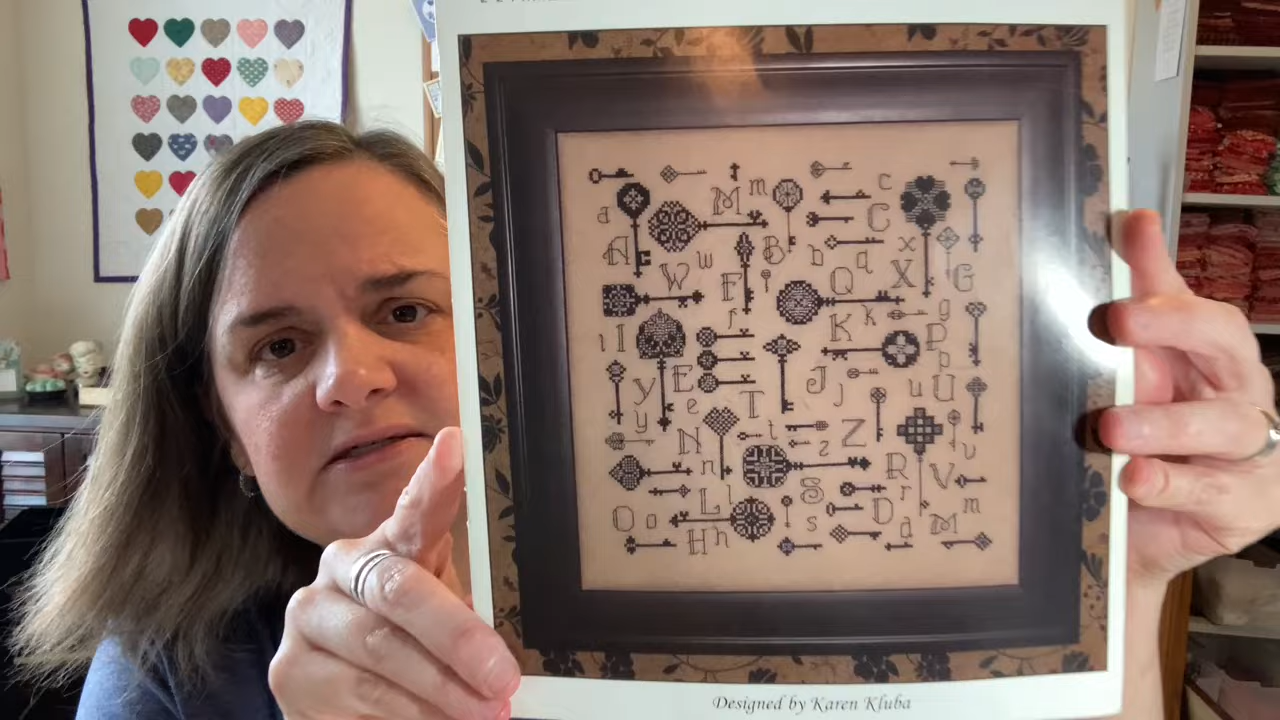 M m c
a C
A W w F B b q x
Q X G
f K k g
i I P p
y E J j u U
y e T
N t z Z v
n R V
L l S r m
O o s D d M
H h
Designed by Karen Kluba